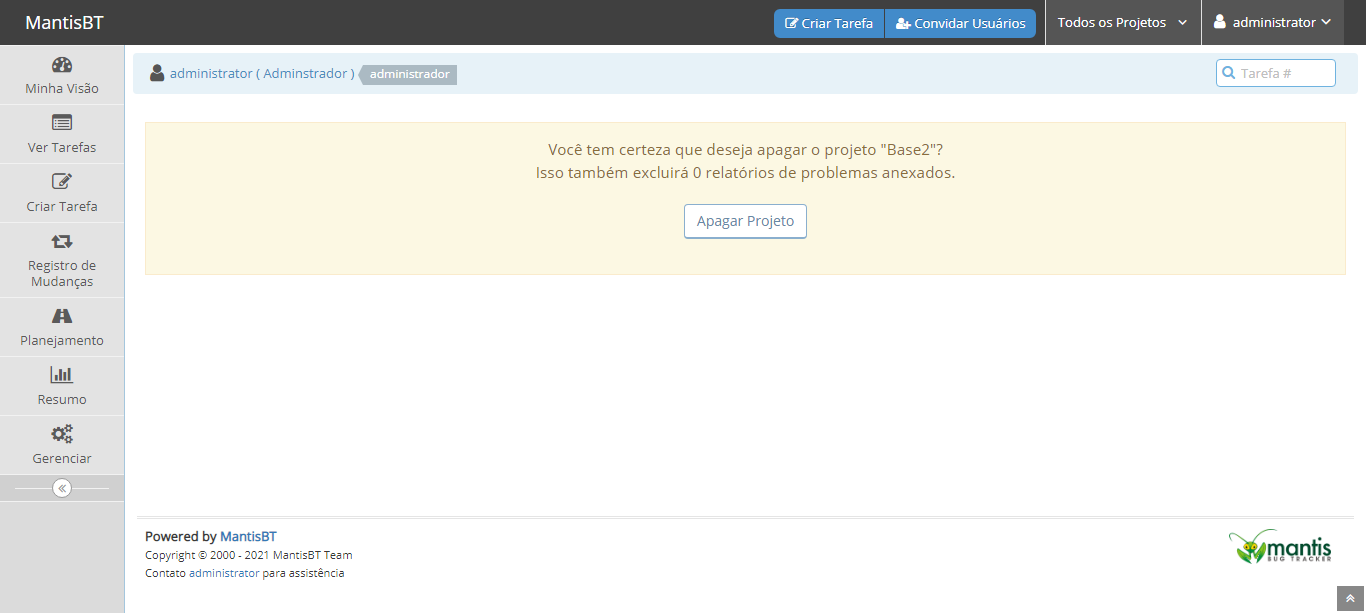 MantisBT
Criar Tarefa
Convidar Usuários
Todos os Projetos
administrator
Minha Visão
Ver Tarefas
Criar Tarefa
Registro de
Mudanças
Planejamento
Resumo
Gerenciar
administrator ( Adminstrador )
administrador
Tarefa #
Você tem certeza que deseja apagar o projeto "Base2"?
Isso também excluirá 0 relatórios de problemas anexados.
Apagar Projeto
Powered by MantisBT
Copyright © 2000 - 2021 MantisBT Team
Contato administrator para assistência
mantis
BUG TRACKER